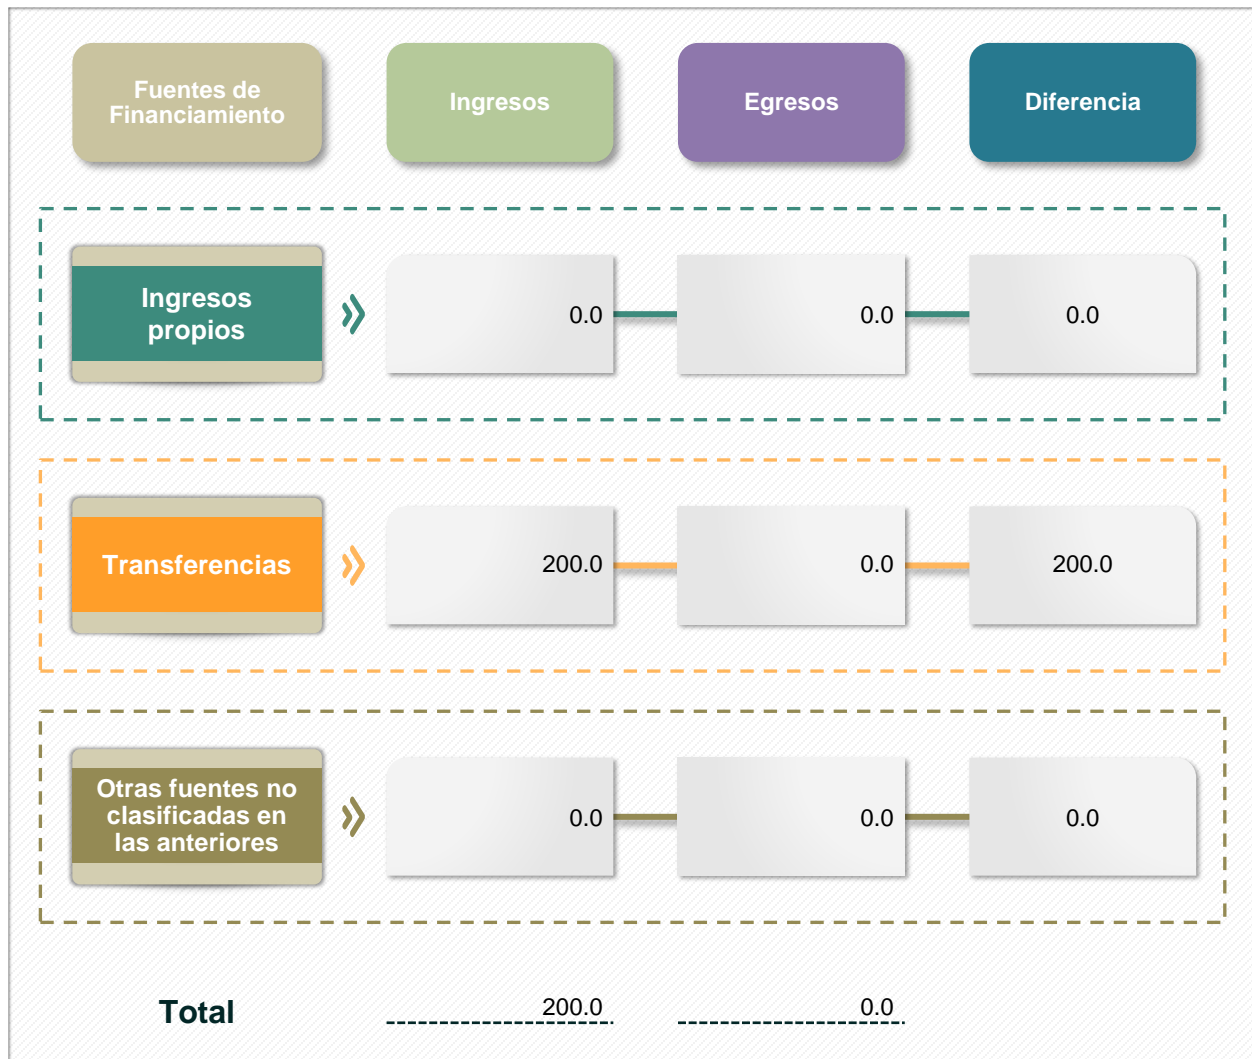 Fuentes de
Financiamiento
Ingresos
Egresos
Diferencia
Ingresos
propios
0.0
0.0
0.0
Transferencias
200.0
0.0
200.0
Otras fuentes no
clasificadas en
las anteriores
0.0
0.0
0.0
Total
200.0
0.0